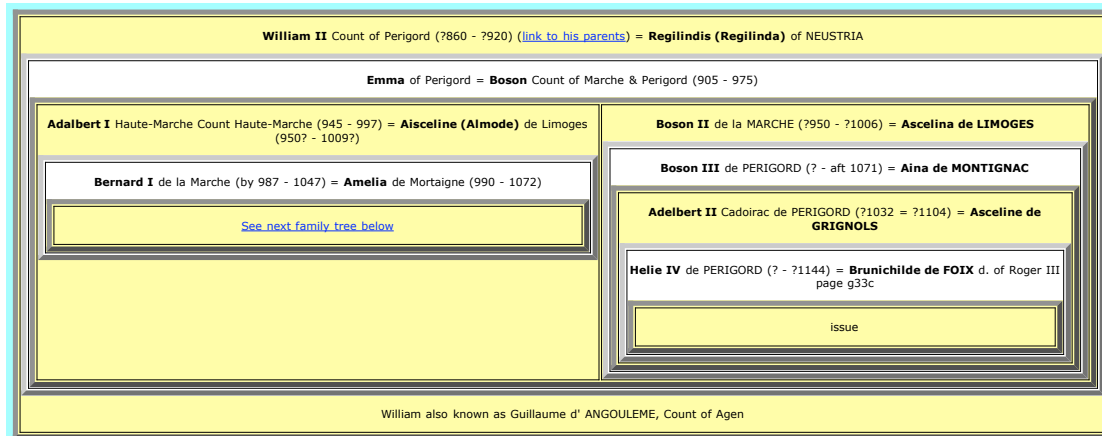 William II Count of Perigord (?860 - ?920) (link to his parents) = Regilindis (Regilinda) of NEUSTRIA
Emma of Perigord = Boson Count of Marche & Perigord (905 - 975)
Adalbert I Haute-Marche Count Haute-Marche (945 - 997) = Aisceline (Almode) de Limoges
(950? - 1009?)
Bernard I de la Marche (by 987 - 1047) = Amelia de Mortaigne (990 - 1072)
See next family tree below
Boson II de la MARCHE (?950 - ?1006) = Ascelina de LIMOGES
Boson III de PERIGORD (? - aft 1071) = Aina de MONTIGNAC
Adelbert II Cadoirac de PERIGORD (?1032 = ?1104) = Asceline de
GRIGNOLS
Helie IV de PERIGORD (? - ?1144) = Brunichilde de FOIX d. of Roger III
page g33c
issue
William also known as Guillaume d' ANGOULEME, Count of Agen